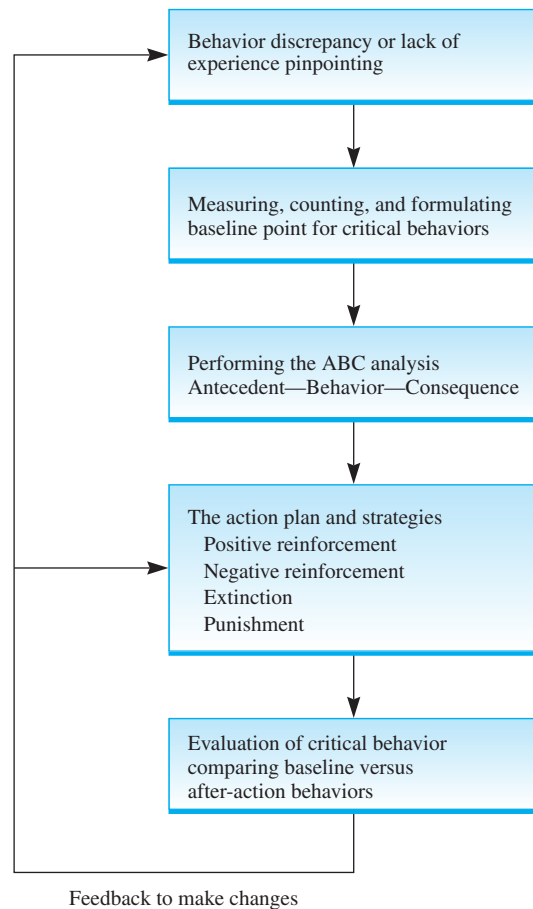 Behavior discrepancy or lack of
experience pinpointing
Measuring, counting, and formulating
baseline point for critical behaviors
Performing the ABC analysis
Antecedent—Behavior—Consequence
The action plan and strategies
Positive reinforcement
Negative reinforcement
Extinction
Punishment
Evaluation of critical behavior
comparing baseline versus
after-action behaviors
Feedback to make changes